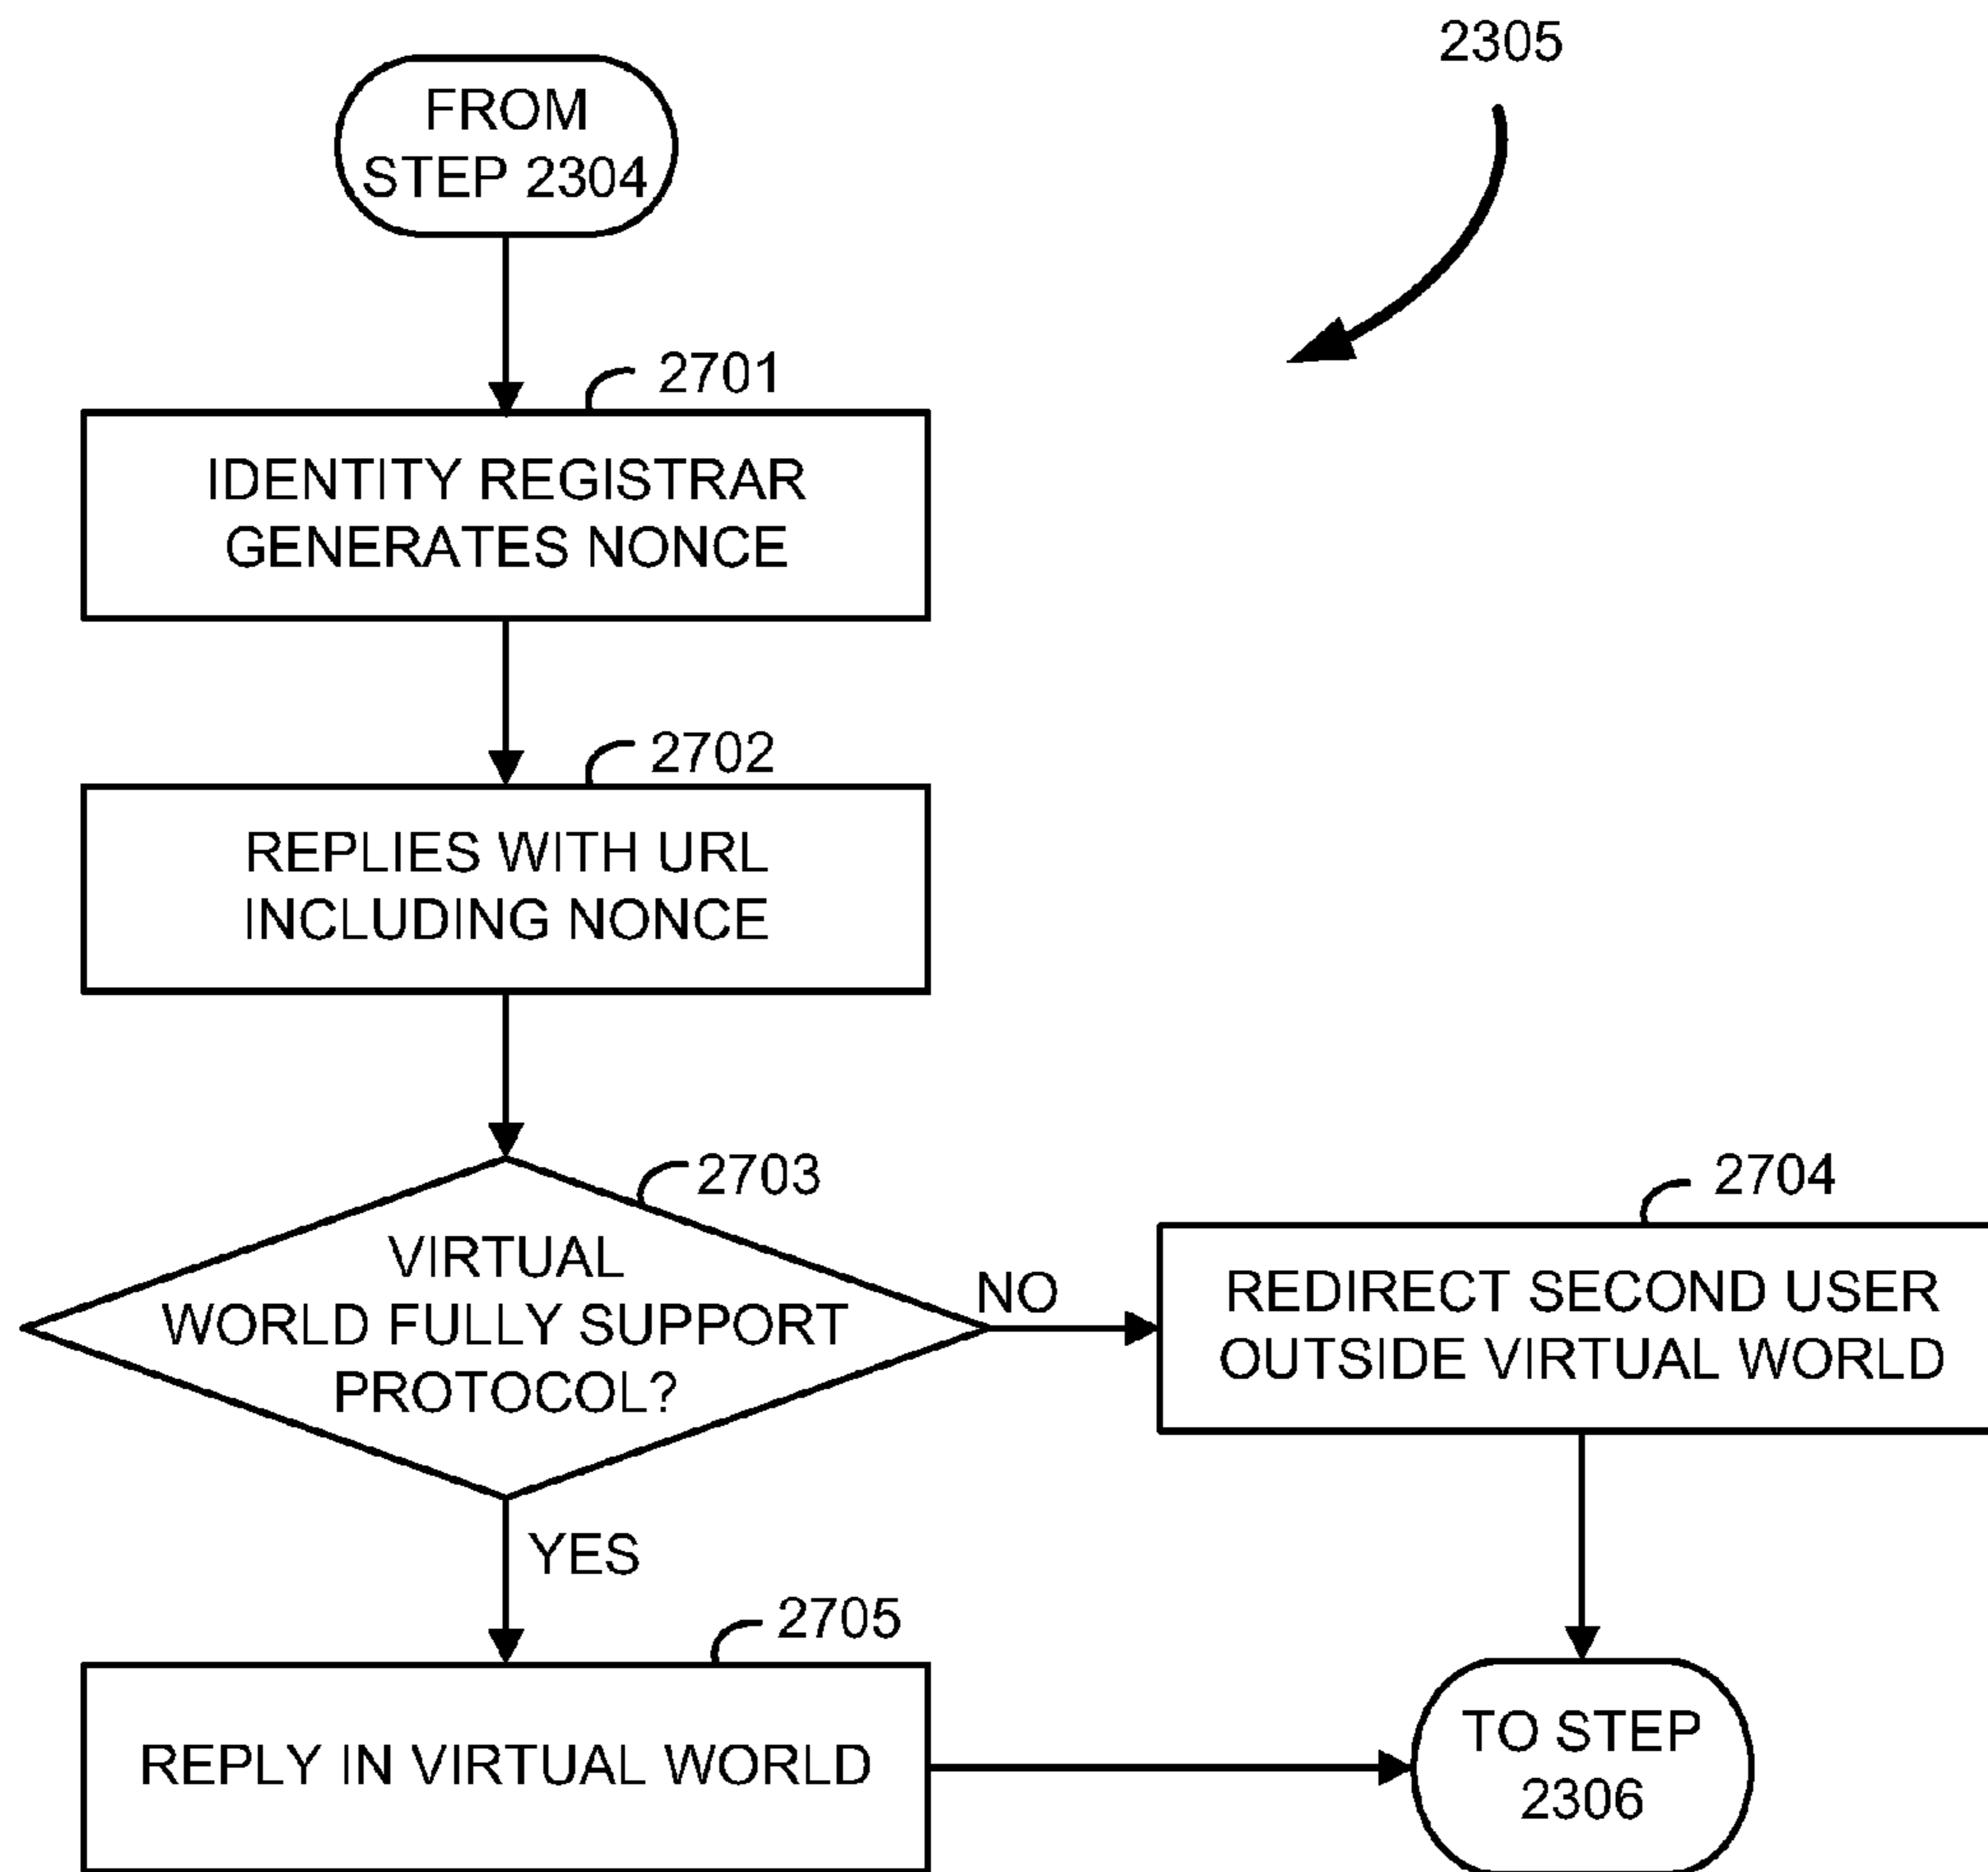 2305
FROM
STEP 2304
2701
IDENTITY REGISTRAR
GENERATES NONCE
2702
REPLIES WITH URL
INCLUDING NONCE
2703
VIRTUAL
WORLD FULLY SUPPORT
PROTOCOL?
NO
2704
REDIRECT SECOND USER
OUTSIDE VIRTUAL WORLD
YES
2705
REPLY IN VIRTUAL WORLD
TO STEP
2306